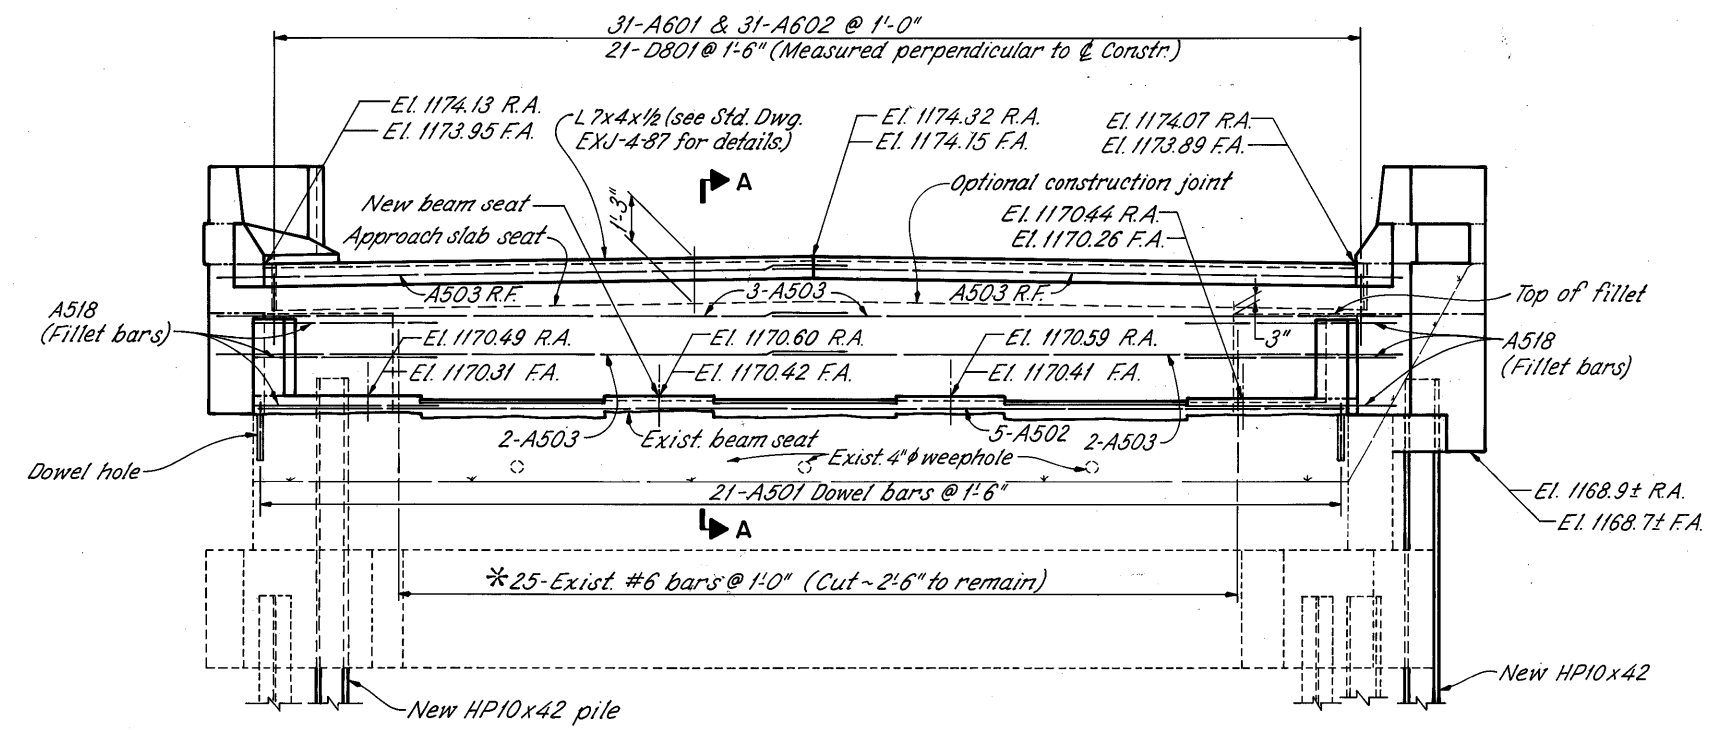 31-A601 & 31-A602 @ 1'-0"
21-D801 @ 1'-6" (Measured perpendicular to ℄ Constr.)
El. 1174.13 R.A.
El. 1173.95 F.A.
L 7x4x½ (see Std. Dwg.
EXJ-4-87 for details.)
El. 1174.32 R.A.
El. 1174.15 F.A.
El. 1174.07 R.A.
El. 1173.89 F.A.
A
1'-3"
New beam seat
Approach slab seat
Optional construction joint
El. 1170.44 R.A.
El. 1170.26 F.A.
A503 R.F.
3-A503
A503 R.F.
Top of fillet
A518
(Fillet bars)
3"
A518
(Fillet bars)
El. 1170.49 R.A.
El. 1170.31 F.A.
El. 1170.60 R.A.
El. 1170.42 F.A.
El. 1170.59 R.A.
El. 1170.41 F.A.
2-A503
Exist. beam seat
5-A502
2-A503
Dowel hole
Exist. 4"ϕ weephole
21-A501 Dowel bars @ 1'-6"
El. 1168.9± R.A.
El. 1168.7± F.A.
A
*25-Exist. #6 bars @ 1'-0" (Cut ~ 2'-6" to remain)
New HP10x42 pile
New HP10x42